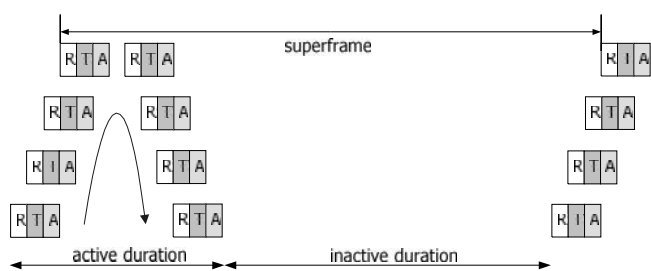 superframe
R T A R T A R I A
R T A R T A R T A
R I A R T A R T A
R T A R T A R I A
active duration inactive duration